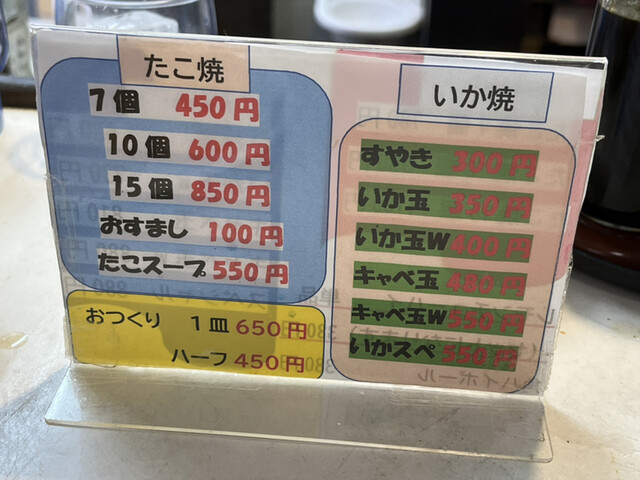 たこ焼
7個 450円
10個 600円
15個 850円
おすまし 100円
たこスープ 550円
おつくり 1皿 650円
ハーフ 450円
いか焼
すやき 300円
いか玉 350円
いか玉W 400円
キャベ玉 480円
キャベ玉W 550円
いかスペ 550円